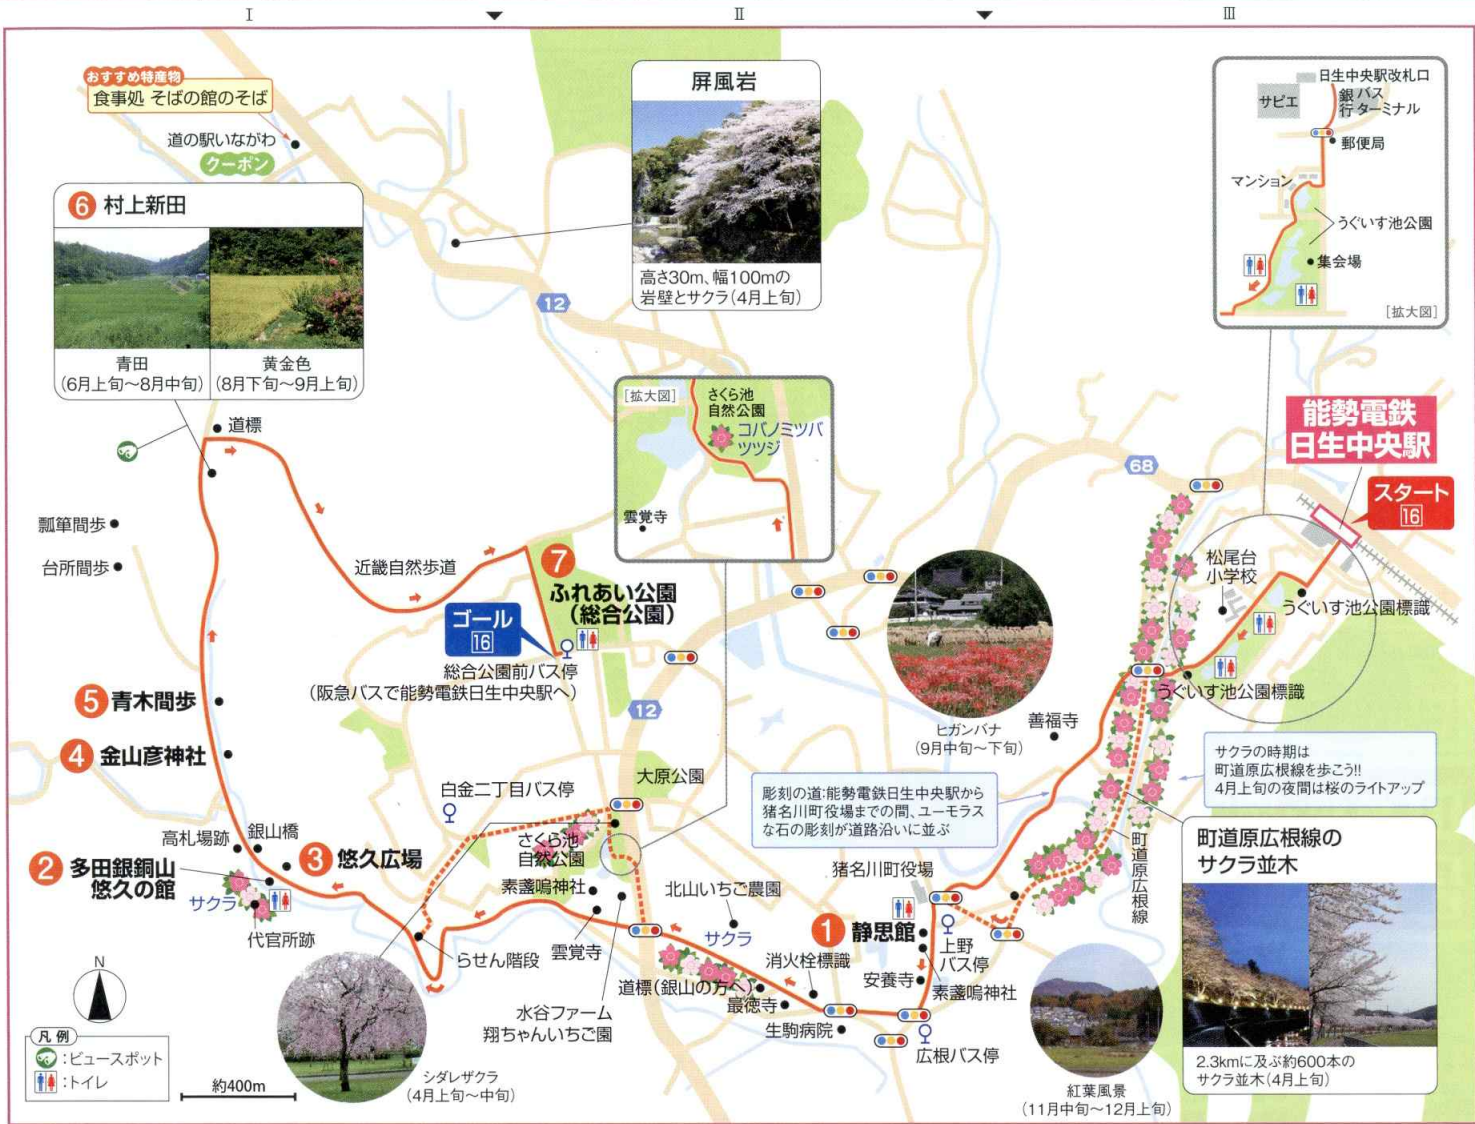 Ⅰ
Ⅱ
Ⅲ
おすすめ特産物
食事処 そばの館のそば
道の駅いながわ
クーポン
6 村上新田
青田
(6月上旬〜8月中旬)
黄金色
(8月下旬〜9月上旬)
屏風岩
高さ30m、幅100mの
岩壁とサクラ(4月上旬)
日生中央駅改札口
サピエ
銀行
バス
ターミナル
郵便局
マンション
うぐいす池公園
集会場
[拡大図]
12
[拡大図]
さくら池
自然公園
コバノミツバ
ツツジ
雲覚寺
能勢電鉄
日生中央駅
スタート
16
68
松尾台
小学校
うぐいす池公園標識
うぐいす池公園標識
道標
瓢箪間歩
台所間歩
近畿自然歩道
7
ふれあい公園
(総合公園)
ゴール
16
総合公園前バス停
(阪急バスで能勢電鉄日生中央駅へ)
12
ヒガンバナ
(9月中旬〜下旬)
善福寺
5 青木間歩
4 金山彦神社
サクラの時期は
町道原広根線を歩こう!!
4月上旬の夜間は桜のライトアップ
彫刻の道:能勢電鉄日生中央駅から
猪名川町役場までの間、ユーモラス
な石の彫刻が道路沿いに並ぶ
大原公園
白金二丁目バス停
高札場跡
銀山橋
2 多田銀銅山
悠久の館
3 悠久広場
サクラ
代官所跡
さくら池
自然公園
素盞嗚神社
北山いちご農園
サクラ
猪名川町役場
町道原広根線
町道原広根線の
サクラ並木
2.3kmに及ぶ約600本の
サクラ並木(4月上旬)
1 静思館
上野
バス停
安養寺
素盞嗚神社
らせん階段
雲覚寺
水谷ファーム
翔ちゃんいちご園
道標(銀山の方へ)
消火栓標識
最徳寺
生駒病院
広根バス停
紅葉風景
(11月中旬〜12月上旬)
シダレザクラ
(4月上旬〜中旬)
N
凡例
:ビュースポット
:トイレ
約400m